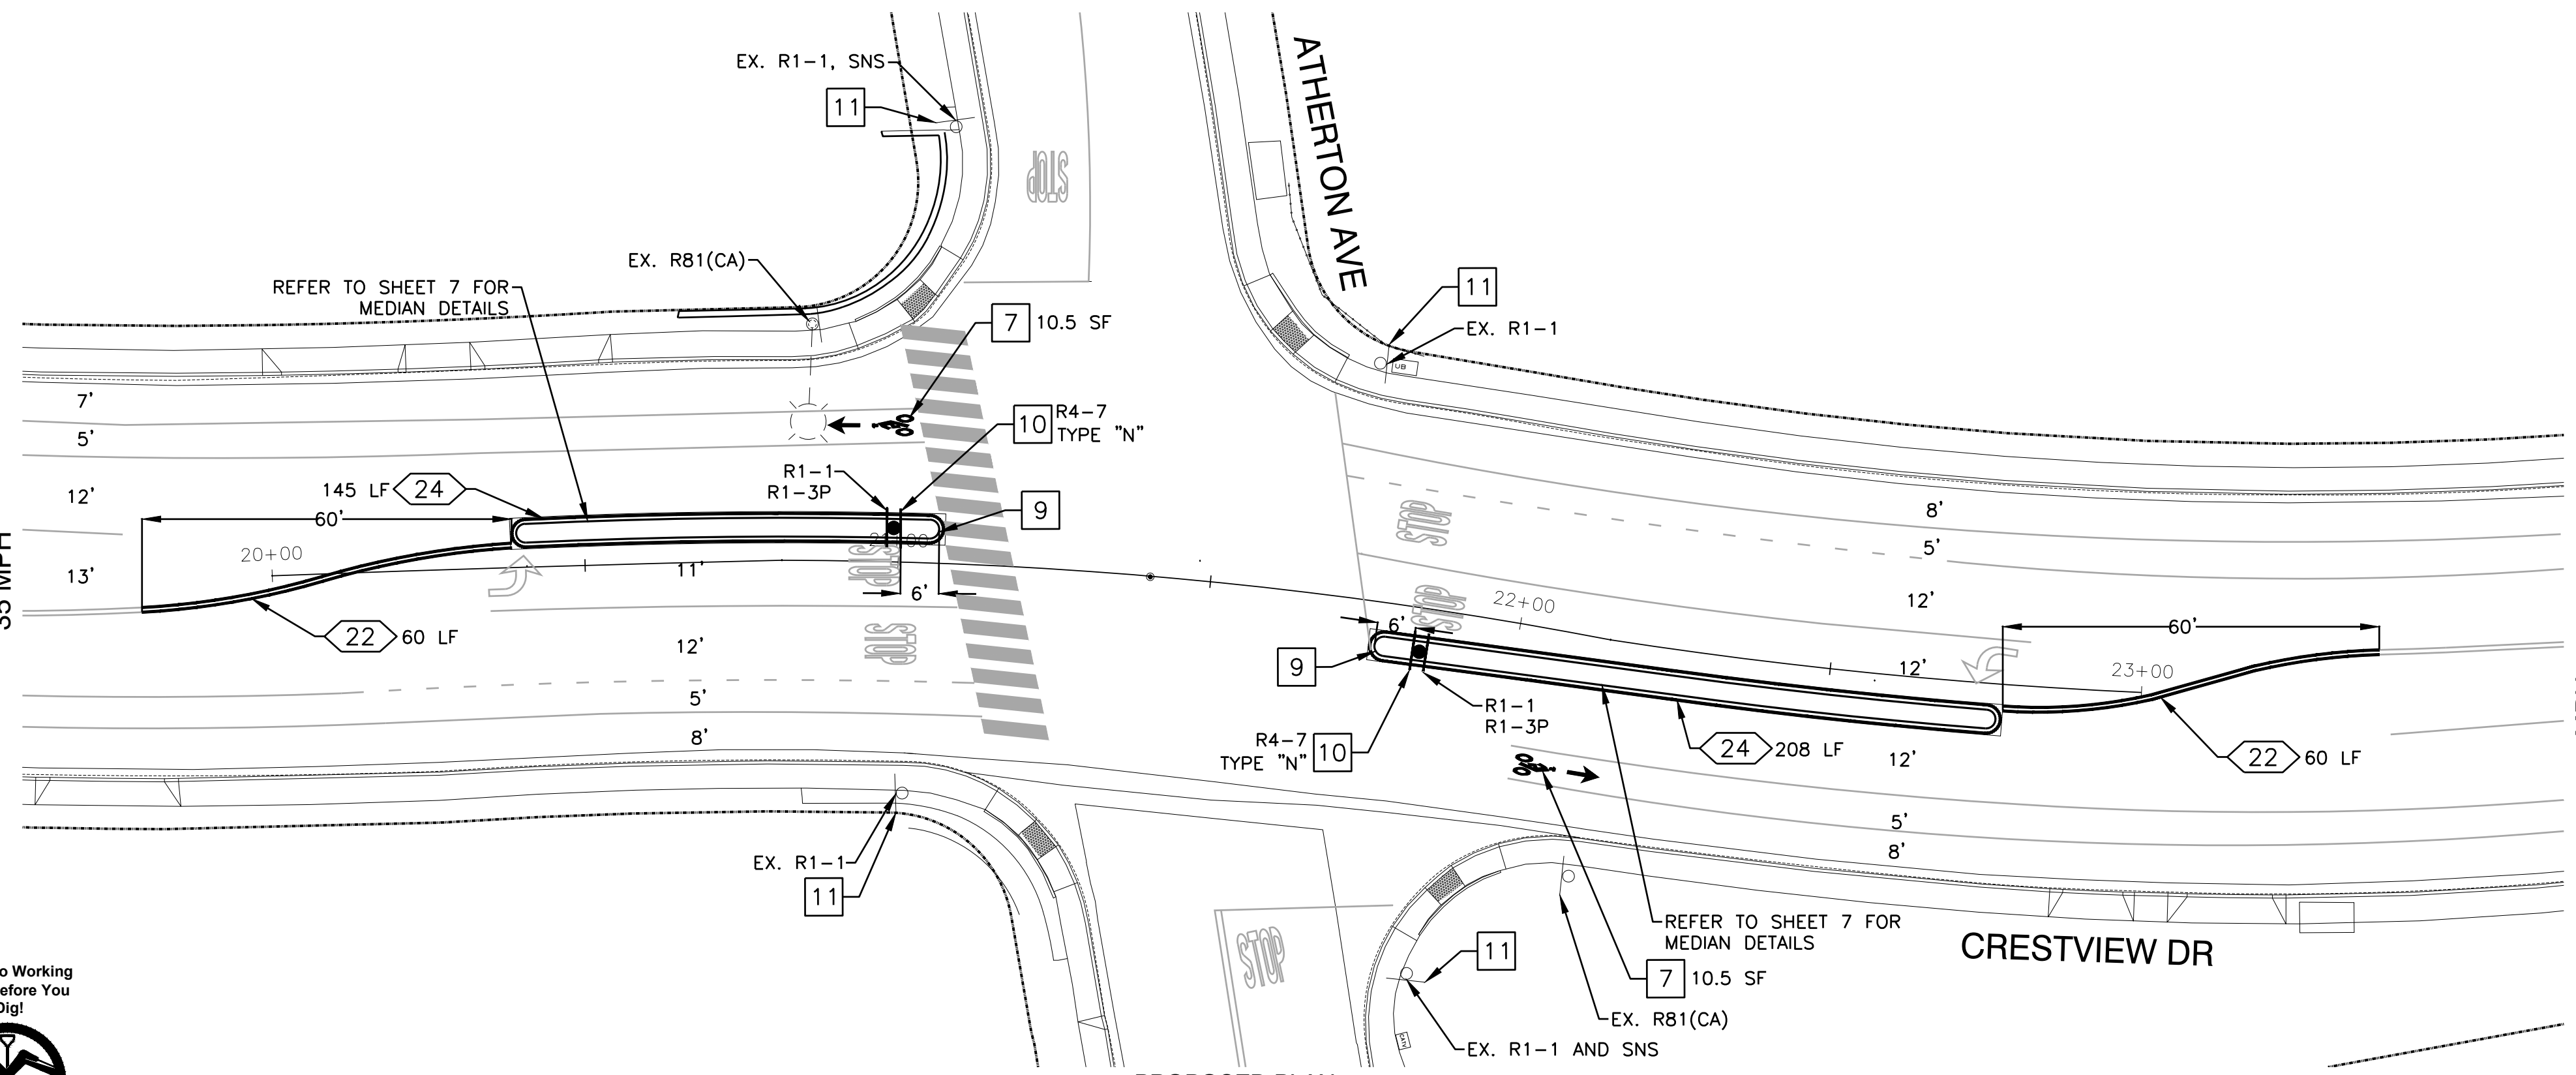 EX. R1-1, SNS
11
STOP
ATHERTON AVE
EX. R81(CA)
REFER TO SHEET 7 FOR
MEDIAN DETAILS
11
EX. R1-1
UB
7 10.5 SF
7'
5'
10 R4-7
TYPE "N"
R1-1
R1-3P
145 LF 24
12'
60'
9
20+00
STOP
13'
11'
6'
35 MPH
22 60 LF
12'
STOP
5'
8'
8'
5'
STOP
12'
STOP
22+00
6'
60'
9
12'
23+00
R1-1
R1-3P
R4-7
TYPE "N" 10
24 208 LF
12'
22 60 LF
5'
8'
EX. R1-1
11
STOP
REFER TO SHEET 7 FOR
MEDIAN DETAILS
11
7 10.5 SF
CRESTVIEW DR
EX. R81(CA)
EX. R1-1 AND SNS
CATV
Working
efore You
Dig!